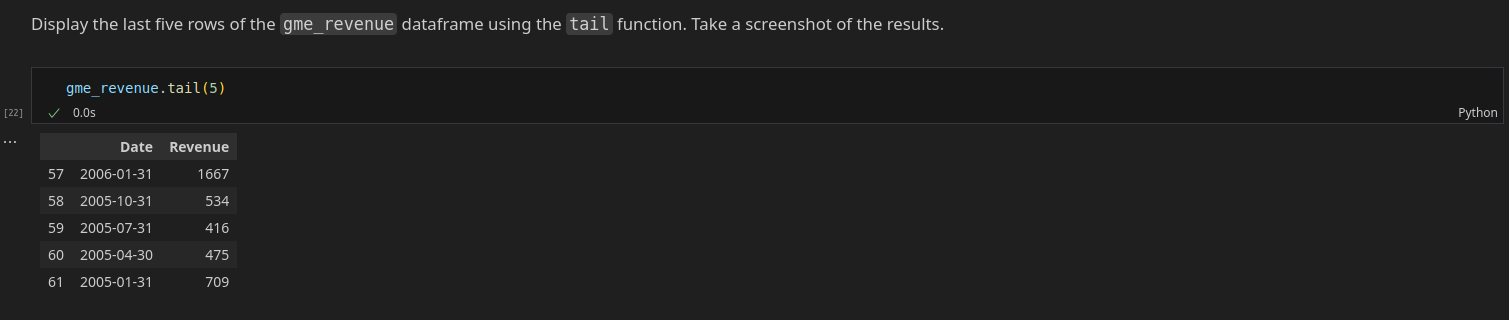 Display the last five rows of the gme_revenue dataframe using the tail function. Take a screenshot of the results.
gme_revenue.tail(5)
[22] 0.0s Python
...
Date Revenue
57 2006-01-31 1667
58 2005-10-31 534
59 2005-07-31 416
60 2005-04-30 475
61 2005-01-31 709